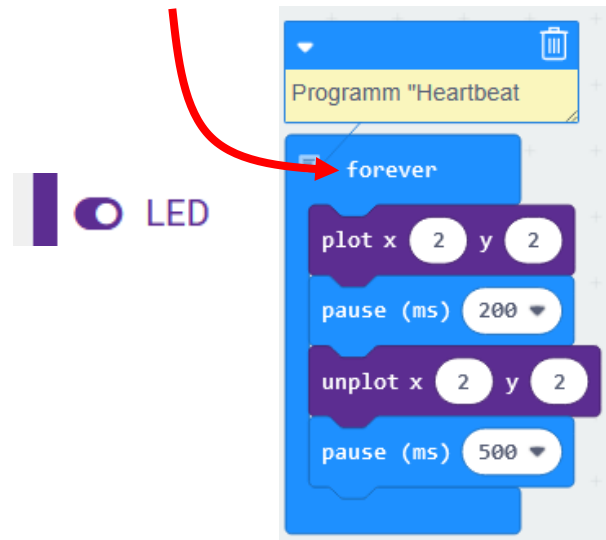 Programm "Heartbeat
forever
LED
plot x 2 y 2
pause (ms) 200
unplot x 2 y 2
pause (ms) 500